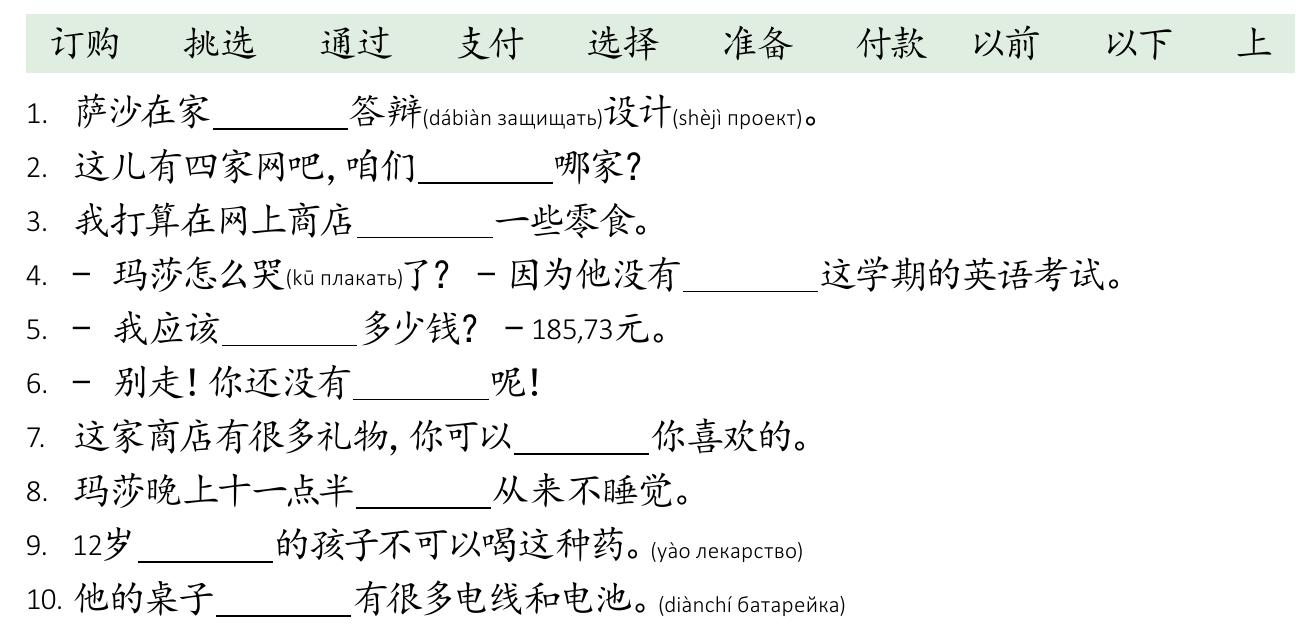 订购 挑选 通过 支付 选择 准备 付款 以前 以下 上
1. 萨沙在家________答辩(dábiàn защищать)设计(shèjì проект)。
2. 这儿有四家网吧, 咱们________哪家?
3. 我打算在网上商店________一些零食。
4. – 玛莎怎么哭(kū плакать)了? – 因为他没有________这学期的英语考试。
5. – 我应该________多少钱? – 185,73元。
6. – 别走! 你还没有________呢!
7. 这家商店有很多礼物, 你可以________你喜欢的。
8. 玛莎晚上十一点半________从来不睡觉。
9. 12岁________的孩子不可以喝这种药。(yào лекарство)
10. 他的桌子________有很多电线和电池。(diànchí батарейка)